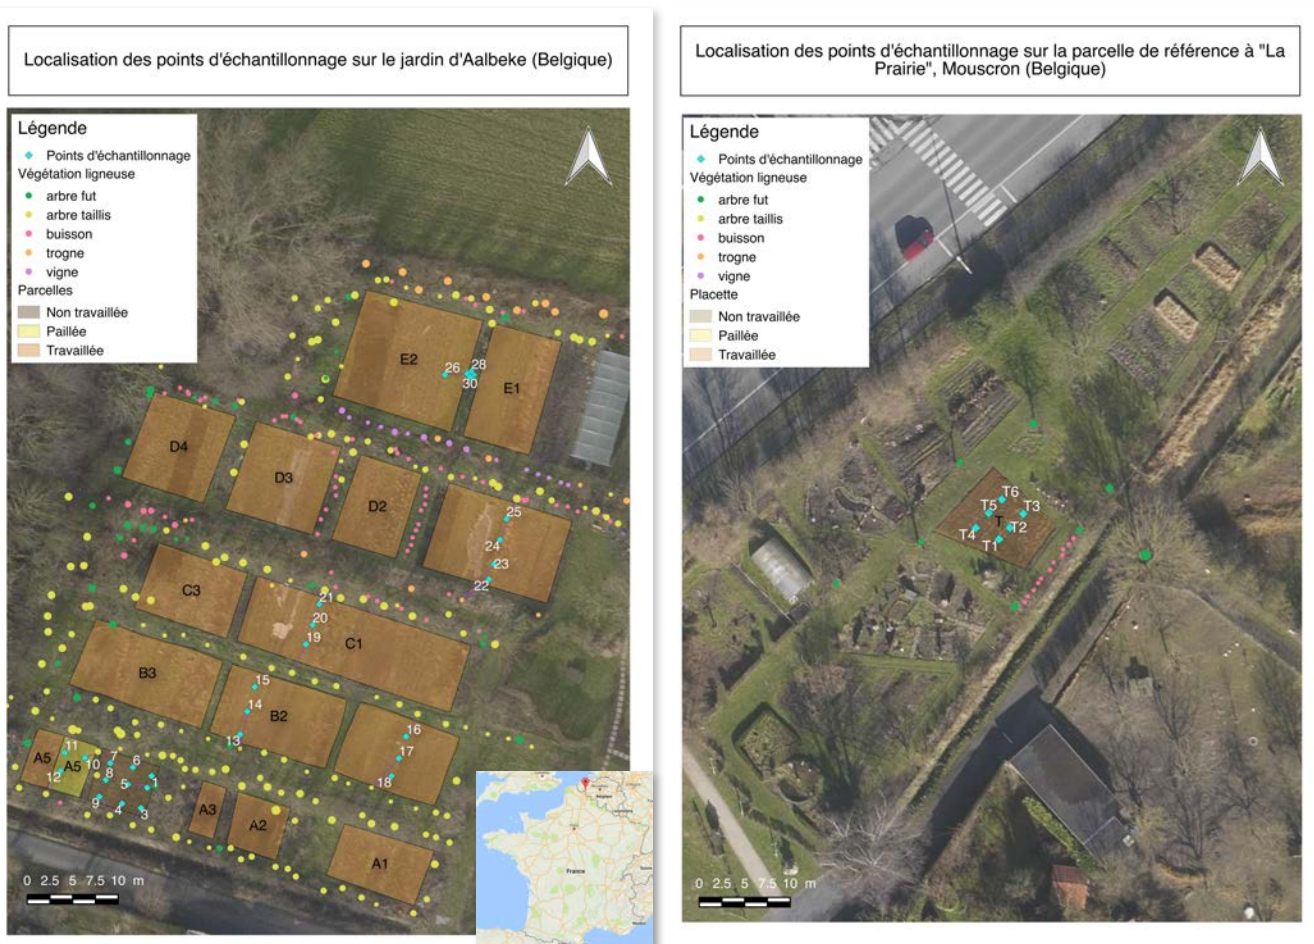 Localisation des points d'échantillonnage sur le jardin d'Aalbeke (Belgique)
Légende
Points d'échantillonnage
Végétation ligneuse
arbre fut
arbre taillis
buisson
trogne
vigne
Parcelles
Non travaillée
Paillée
Travaillée
E2
26
28
30
E1
D4
D3
D2
25
24
23
22
C3
21
20
19
C1
B3
15
14
B2
13
16
17
18
A5
11
A5
12
10
7
6
8
5
1
9
4
3
A3
A2
A1
0 2.5 5 7.5 10 m
France
Localisation des points d'échantillonnage sur la parcelle de référence à "La
Prairie", Mouscron (Belgique)
Légende
Points d'échantillonnage
Végétation ligneuse
arbre fut
arbre taillis
buisson
trogne
vigne
Placette
Non travaillée
Paillée
Travaillée
T6
T5
T3
T
T4
T2
T1
0 2.5 5 7.5 10 m